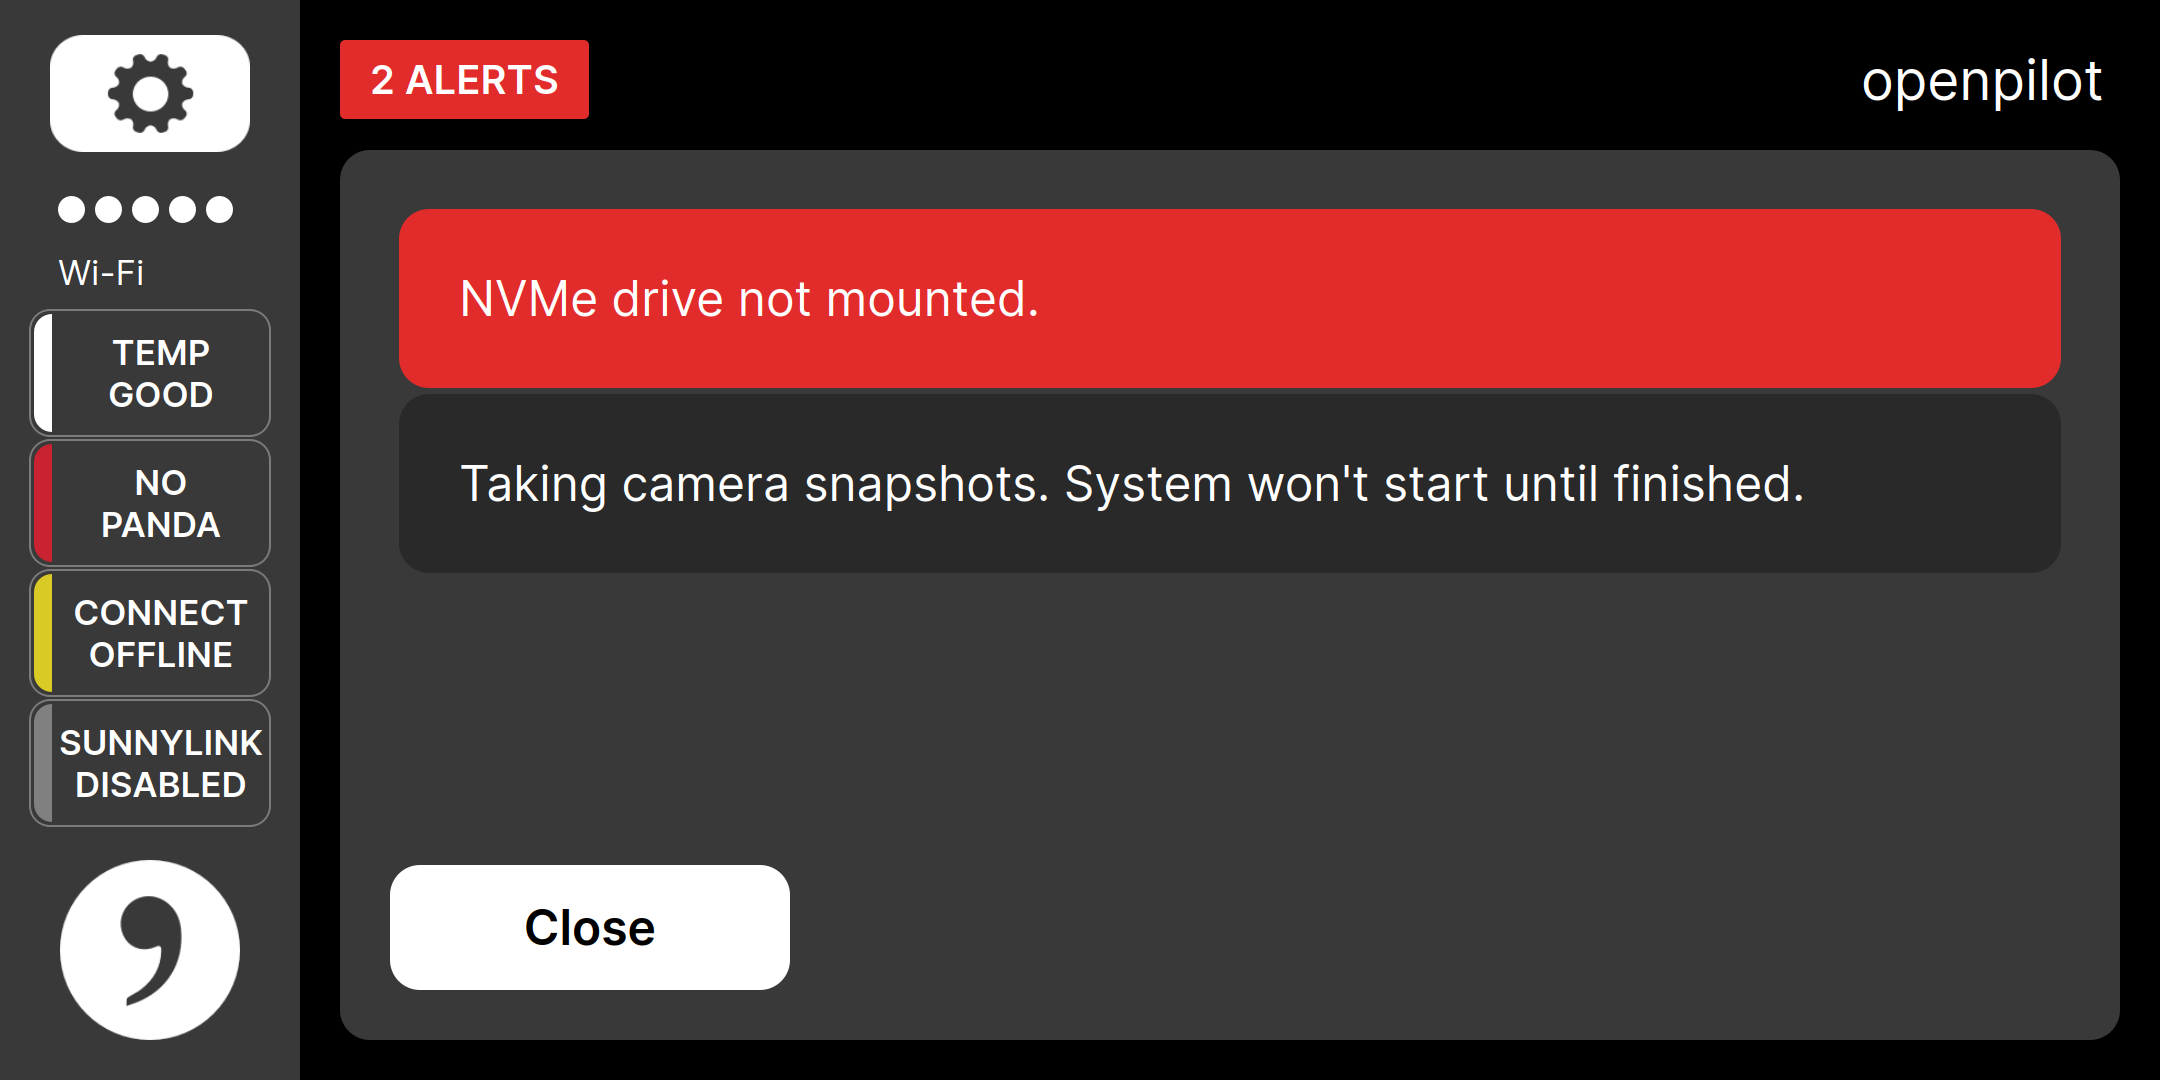 2 ALERTS
openpilot
Wi-Fi
TEMP
GOOD
NO
PANDA
CONNECT
OFFLINE
SUNNYLINK
DISABLED
NVMe drive not mounted.
Taking camera snapshots. System won't start until finished.
Close